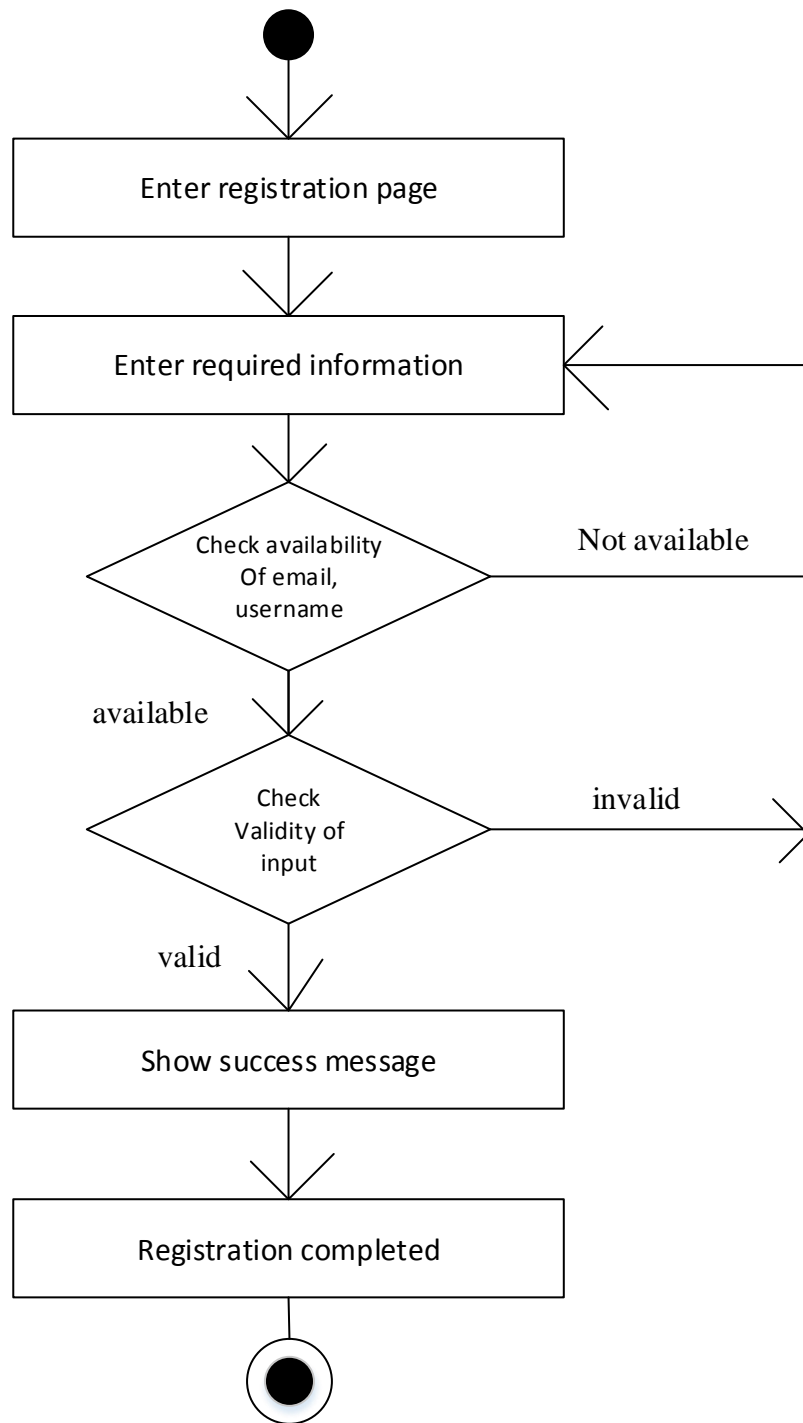 Enter registration page
Enter required information
Check availability
Of email,
username
Not available
available
Check
Validity of
input
invalid
valid
Show success message
Registration completed